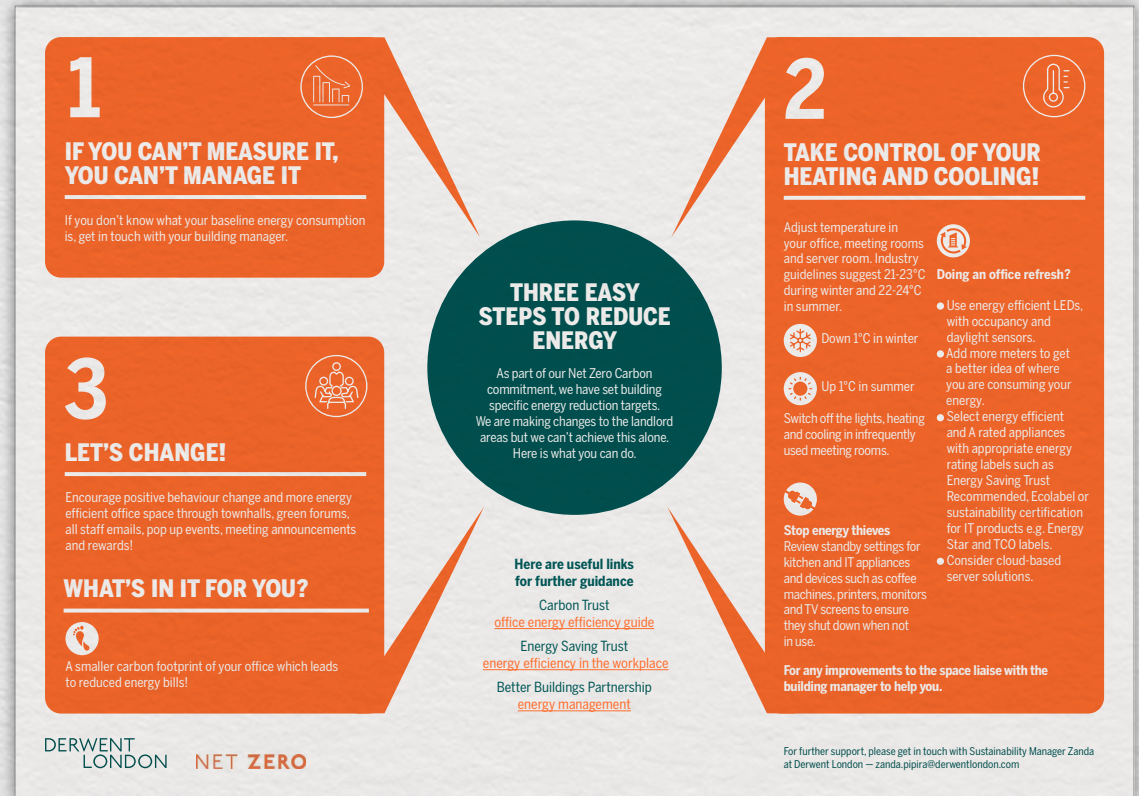 1
IF YOU CAN'T MEASURE IT,
YOU CAN'T MANAGE IT
If you don't know what your baseline energy consumption
is, get in touch with your building manager.
2
TAKE CONTROL OF YOUR
HEATING AND COOLING!
Adjust temperature in
your office, meeting rooms
and server room. Industry
guidelines suggest 21-23°C
during winter and 22-24°C
in summer.
Down 1°C in winter
Up 1°C in summer
Switch off the lights, heating
and cooling in infrequently
used meeting rooms.
Stop energy thieves
Review standby settings for
kitchen and IT appliances
and devices such as coffee
machines, printers, monitors
and TV screens to ensure
they shut down when not
in use.
Doing an office refresh?
● Use energy efficient LEDs,
with occupancy and
daylight sensors.
● Add more meters to get
a better idea of where
you are consuming your
energy.
● Select energy efficient
and A rated appliances
with appropriate energy
rating labels such as
Energy Saving Trust
Recommended, Ecolabel or
sustainability certification
for IT products e.g. Energy
Star and TCO labels.
● Consider cloud-based
server solutions.
For any improvements to the space liaise with the
building manager to help you.
THREE EASY
STEPS TO REDUCE
ENERGY
As part of our Net Zero Carbon
commitment, we have set building
specific energy reduction targets.
We are making changes to the landlord
areas but we can't achieve this alone.
Here is what you can do.
3
LET'S CHANGE!
Encourage positive behaviour change and more energy
efficient office space through townhalls, green forums,
all staff emails, pop up events, meeting announcements
and rewards!
WHAT'S IN IT FOR YOU?
A smaller carbon footprint of your office which leads
to reduced energy bills!
Here are useful links
for further guidance
Carbon Trust
office energy efficiency guide
Energy Saving Trust
energy efficiency in the workplace
Better Buildings Partnership
energy management
DERWENT
LONDON
NET ZERO
For further support, please get in touch with Sustainability Manager Zanda
at Derwent London — zanda.pipira@derwentlondon.com